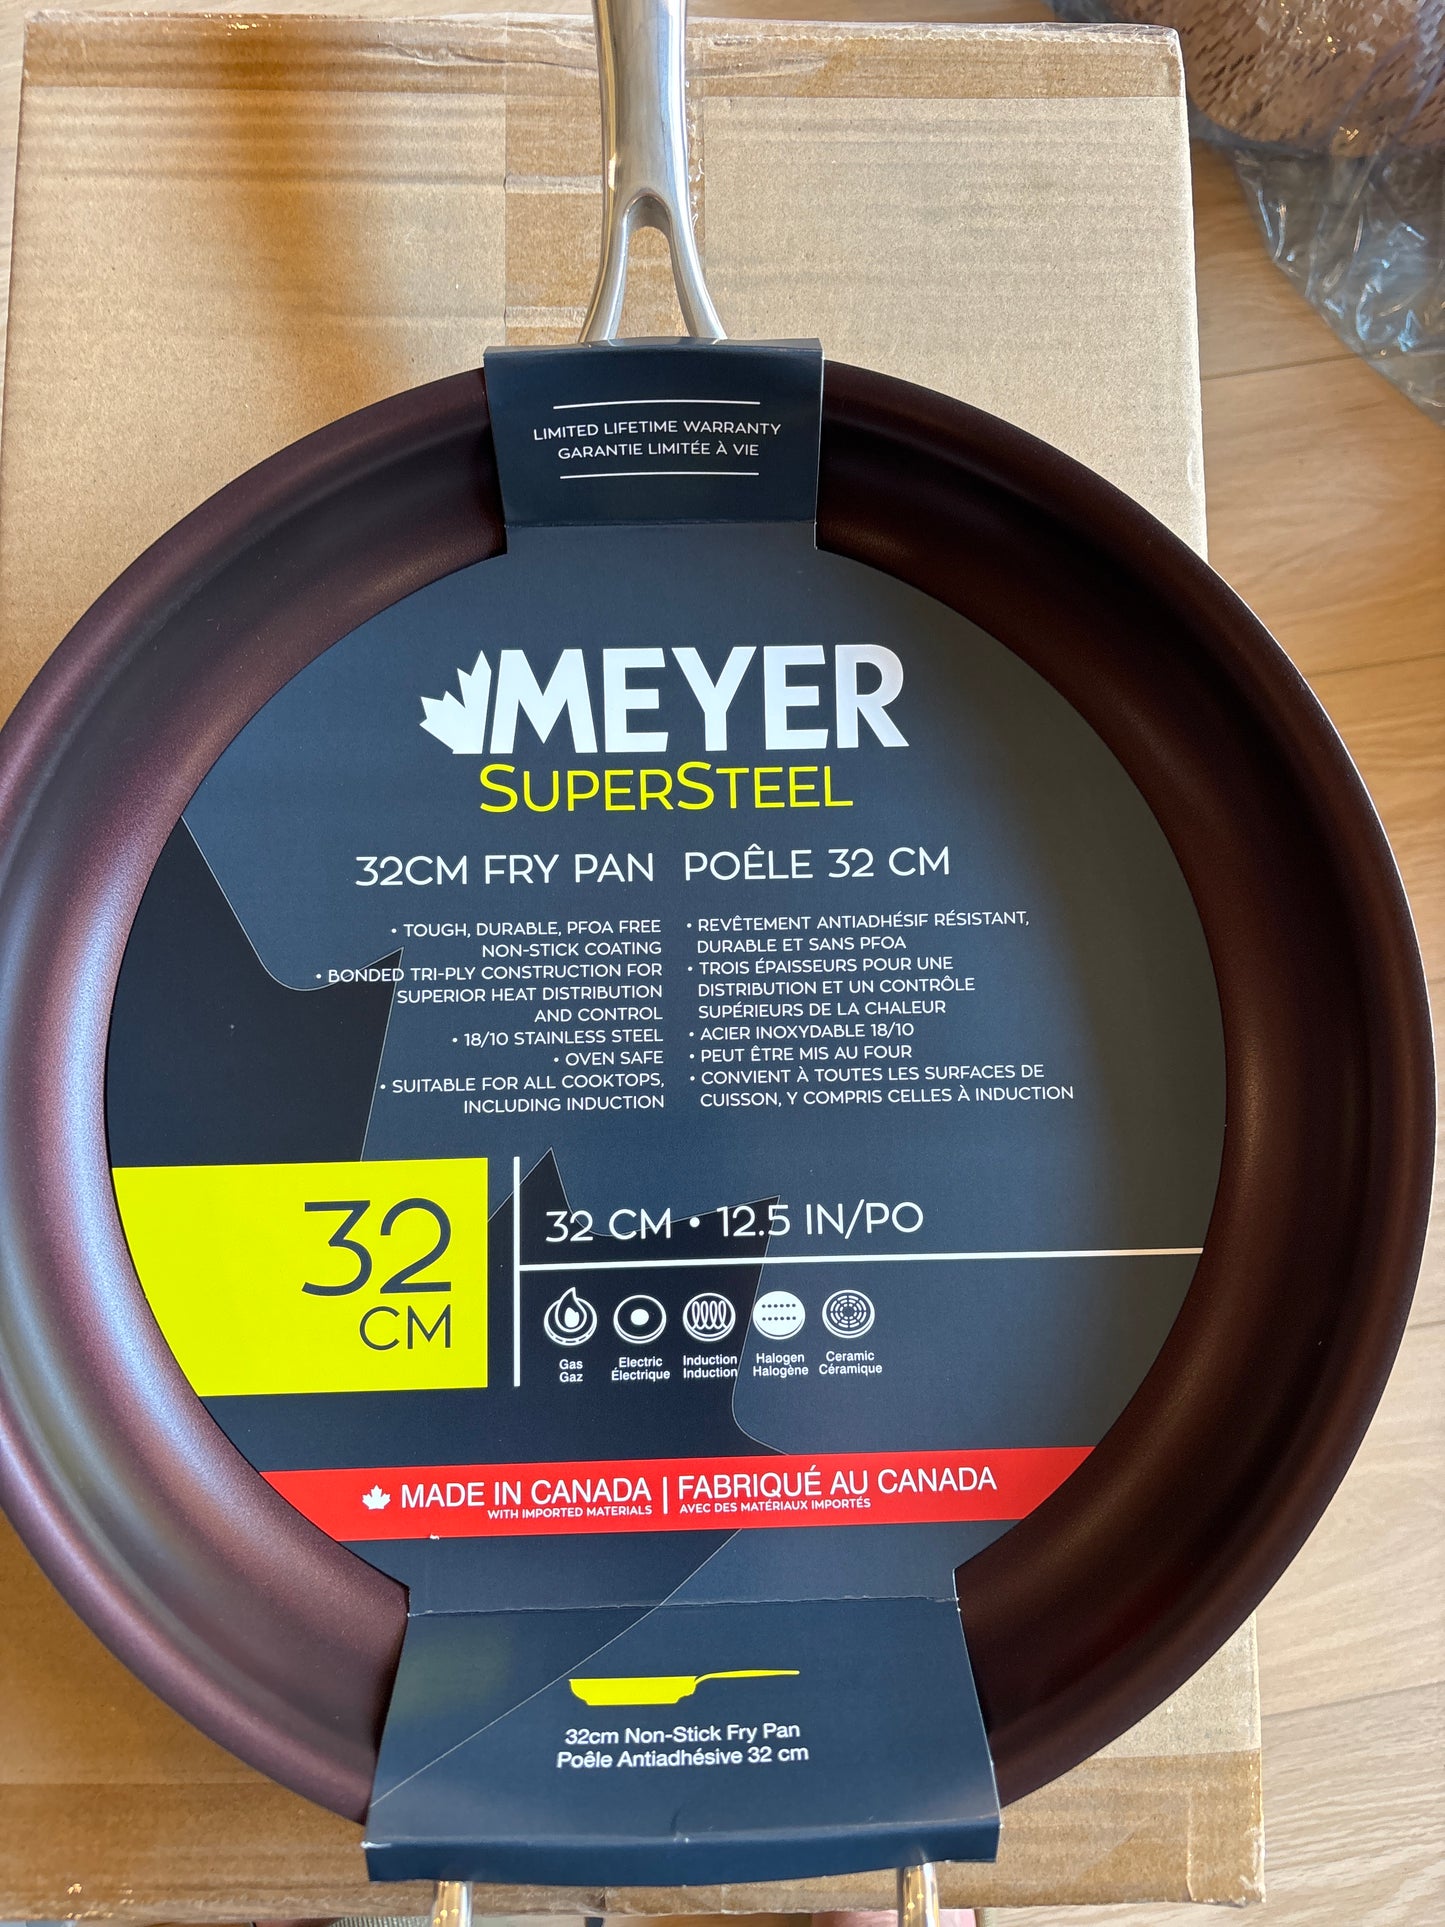 LIMITED LIFETIME WARRANTY
GARANTIE LIMITÉE À VIE
MEYER
SUPERSTEEL
32CM FRY PAN POÊLE 32 CM
• TOUGH, DURABLE, PFOA FREE
NON-STICK COATING
• BONDED TRI-PLY CONSTRUCTION FOR
SUPERIOR HEAT DISTRIBUTION
AND CONTROL
• 18/10 STAINLESS STEEL
• OVEN SAFE
• SUITABLE FOR ALL COOKTOPS,
INCLUDING INDUCTION
• REVÊTEMENT ANTIADHÉSIF RÉSISTANT,
DURABLE ET SANS PFOA
• TROIS ÉPAISSEURS POUR UNE
DISTRIBUTION ET UN CONTRÔLE
SUPÉRIEURS DE LA CHALEUR
• ACIER INOXYDABLE 18/10
• PEUT ÊTRE MIS AU FOUR
• CONVIENT À TOUTES LES SURFACES DE
CUISSON, Y COMPRIS CELLES À INDUCTION
32
CM
32 CM • 12.5 IN/PO
Gas
Gaz
Electric
Électrique
Induction
Induction
Halogen
Halogène
Ceramic
Céramique
MADE IN CANADA
WITH IMPORTED MATERIALS
FABRIQUÉ AU CANADA
AVEC DES MATÉRIAUX IMPORTÉS
32cm Non-Stick Fry Pan
Poêle Antiadhésive 32 cm